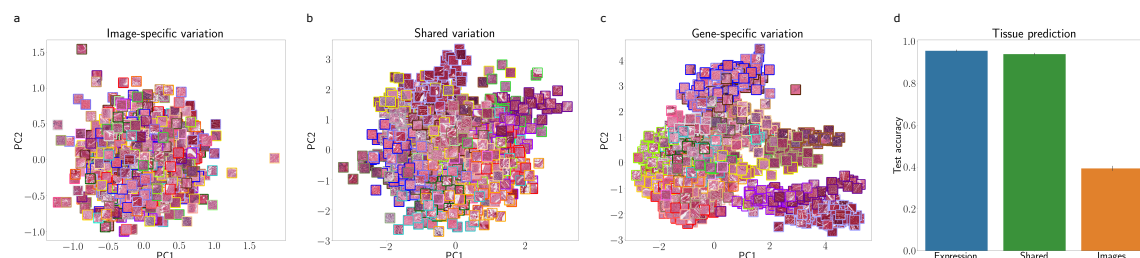 a
Image-specific variation
PC2
1.5
1.0
0.5
0.0
−0.5
−1.0
−1.0 −0.5 0.0 0.5 1.0 1.5
PC1
b
Shared variation
PC2
3
2
1
0
−1
−2
−3
−2 0 2
PC1
c
Gene-specific variation
PC2
4
3
2
1
0
−1
−2
−3
−2 0 2 4
PC1
d
Tissue prediction
Test accuracy
1.0
0.8
0.6
0.4
0.2
0.0
Expression Shared Images